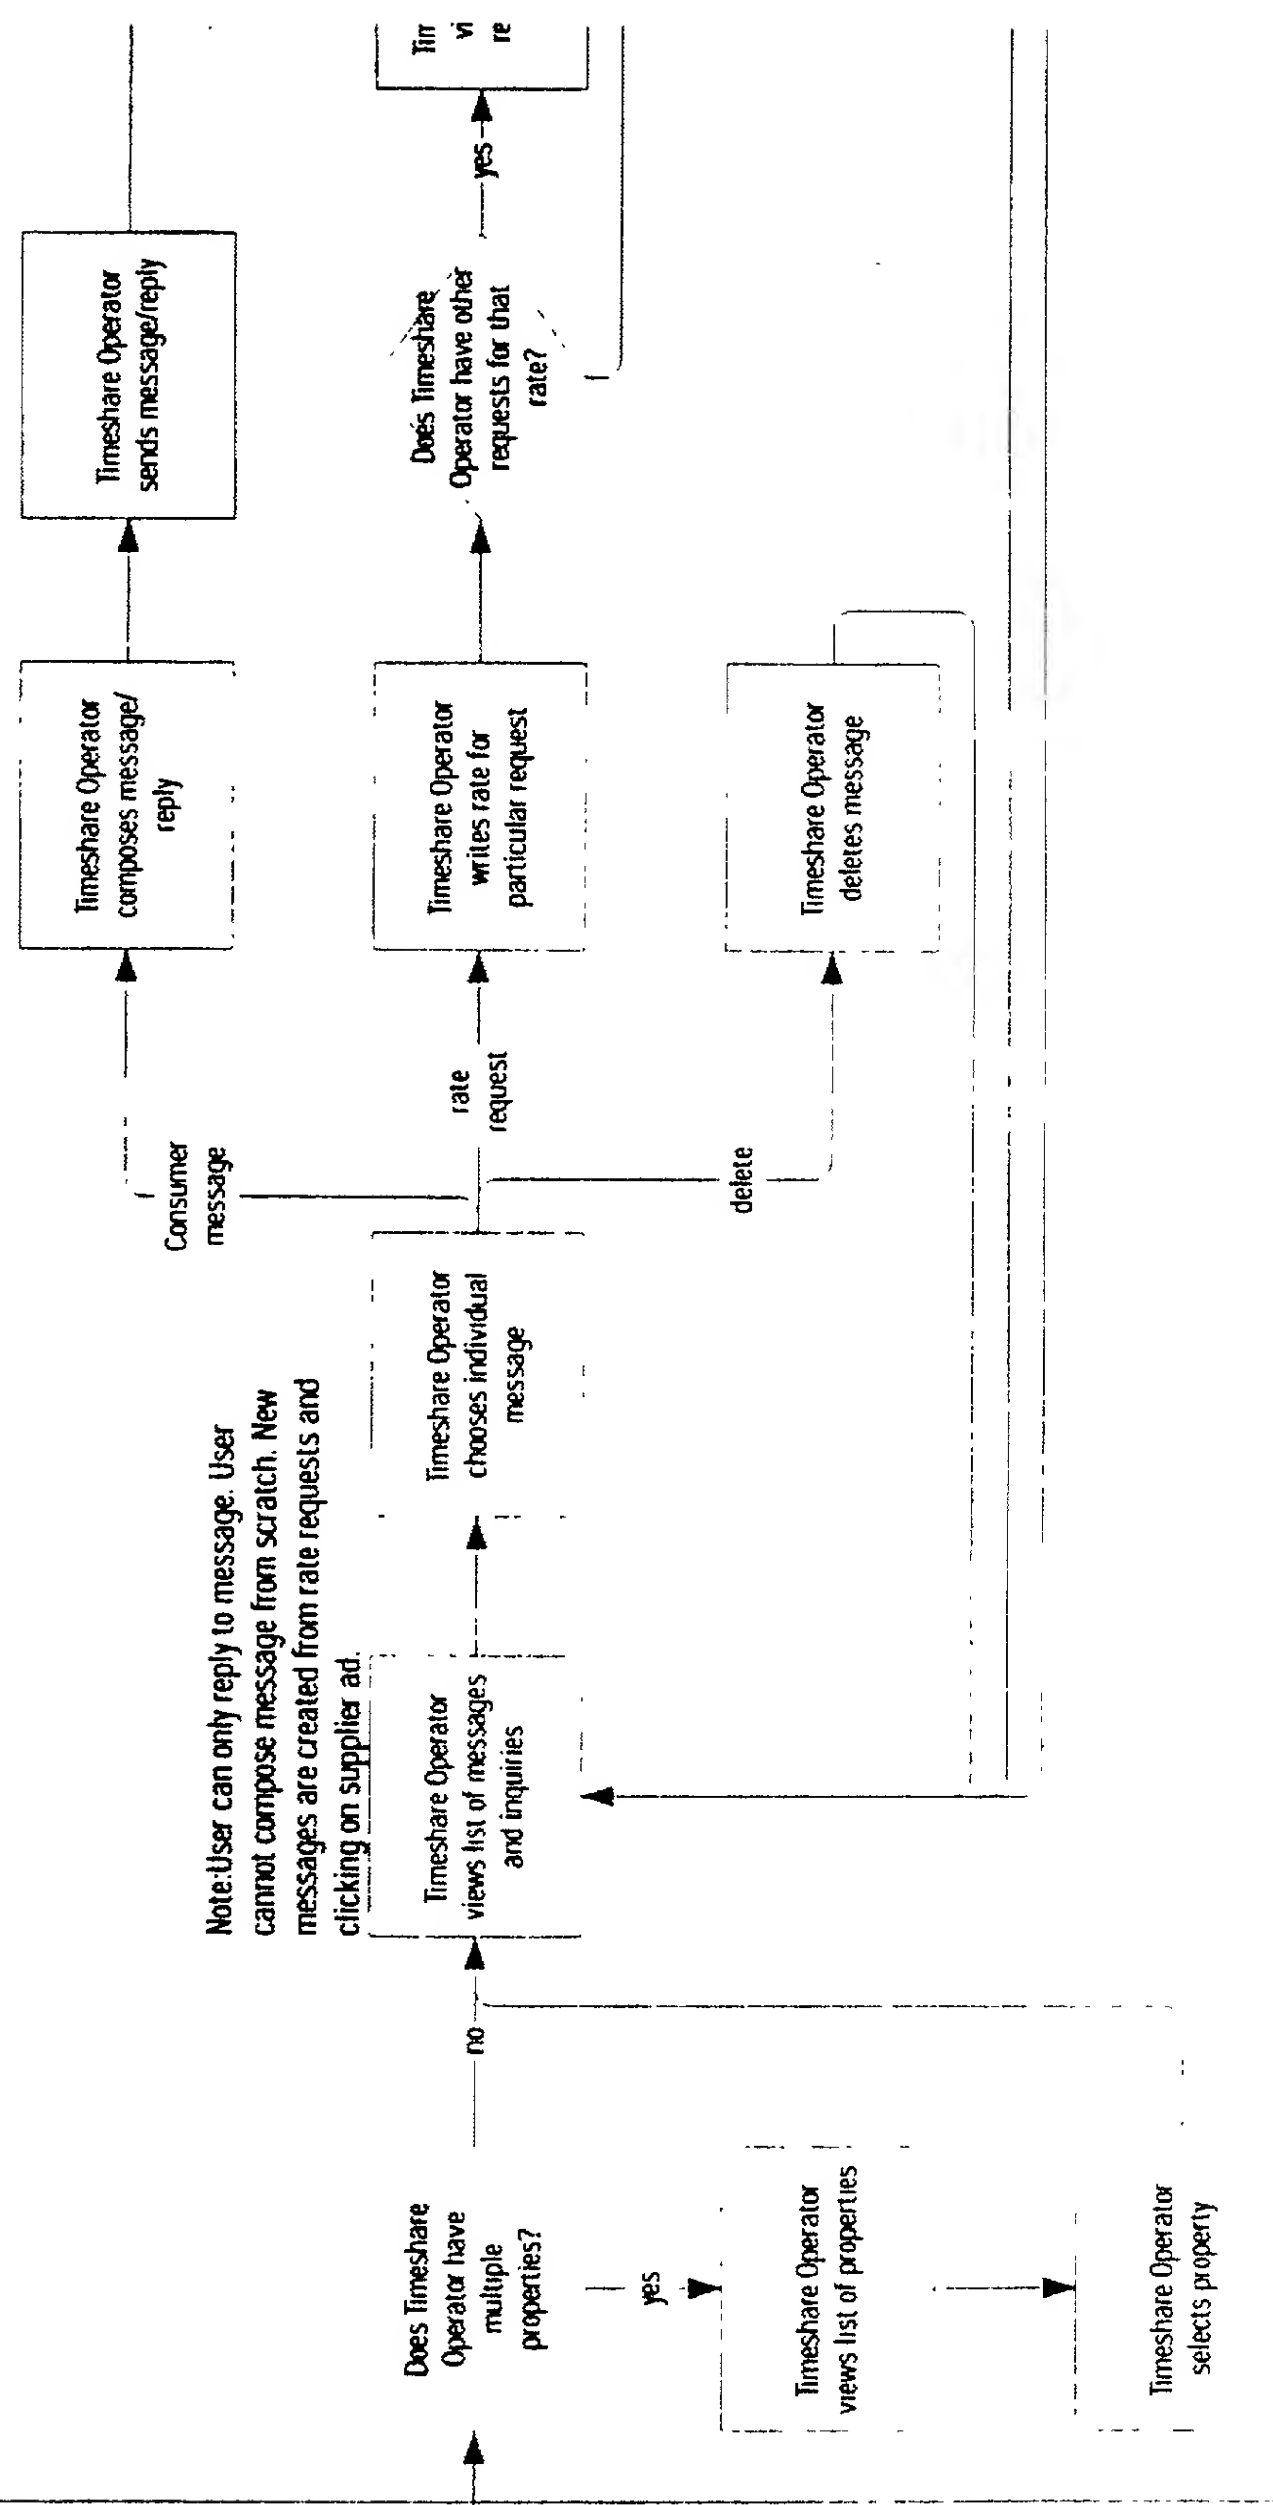 Does Timeshare
Operator have
multiple
properties?
yes
Timeshare Operator
views list of properties
Timeshare Operator
selects property
no
Note:User can only reply to message. User
cannot compose message from scratch. New
messages are created from rate requests and
clicking on supplier ad.
Timeshare Operator
views list of messages
and inquiries
Timeshare Operator
chooses individual
message
Consumer
message
rate
request
delete
Timeshare Operator
composes message/
reply
Timeshare Operator
writes rate for
particular request
Timeshare Operator
deletes message
Timeshare Operator
sends message/reply
Does Timeshare
Operator have other
requests for that
rate?
yes